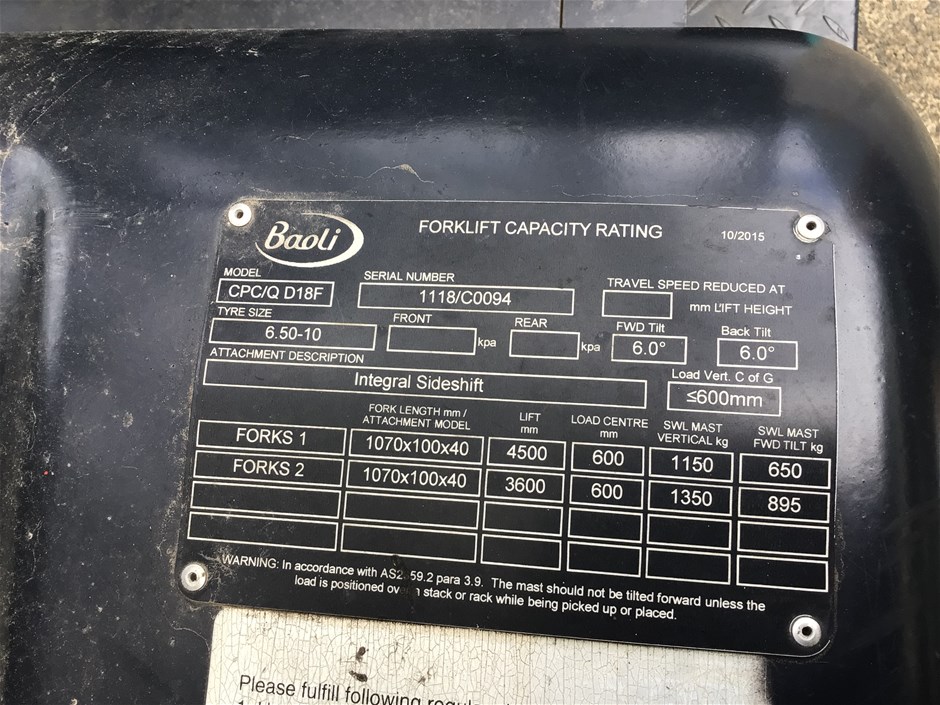 Baoli
FORKLIFT CAPACITY RATING
10/2015
MODEL
CPC/Q D18F
SERIAL NUMBER
1118/C0094
TRAVEL SPEED REDUCED AT
mm L'IFT HEIGHT
TYRE SIZE
6.50-10
FRONT
kpa
REAR
kpa
FWD Tilt
6.0°
Back Tilt
6.0°
ATTACHMENT DESCRIPTION
Integral Sideshift
Load Vert. C of G
≤600mm
FORK LENGTH mm /
ATTACHMENT MODEL
LIFT
mm
LOAD CENTRE
mm
SWL MAST
VERTICAL kg
SWL MAST
FWD TILT kg
FORKS 1 1070x100x40 4500 600 1150 650
FORKS 2 1070x100x40 3600 600 1350 895
WARNING: In accordance with 59.2 para 3.9. The mast should not be tilted forward unless the
load is positioned stack or rack while being picked up or placed.
Please fulfill following